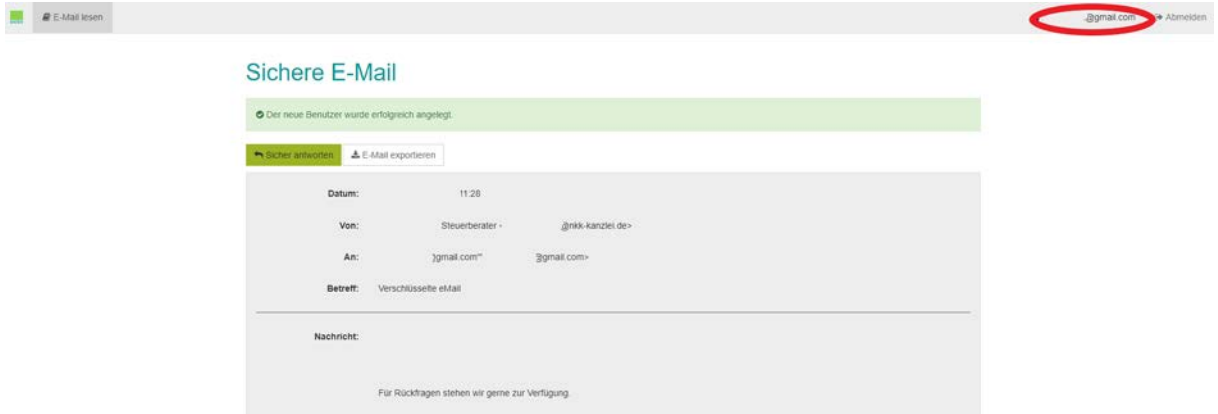 E-Mail lesen .@gmail.com Abmelden
Sichere E-Mail
Der neue Benutzer wurde erfolgreich angelegt.
Sicher antworten E-Mail exportieren
Datum: 11:28
Von: Steuerberater - @nkk-kanzlei.de>
An: )gmail.com'" @gmail.com>
Betreff: Verschlüsselte eMail
Nachricht:
Für Rückfragen stehen wir gerne zur Verfügung.